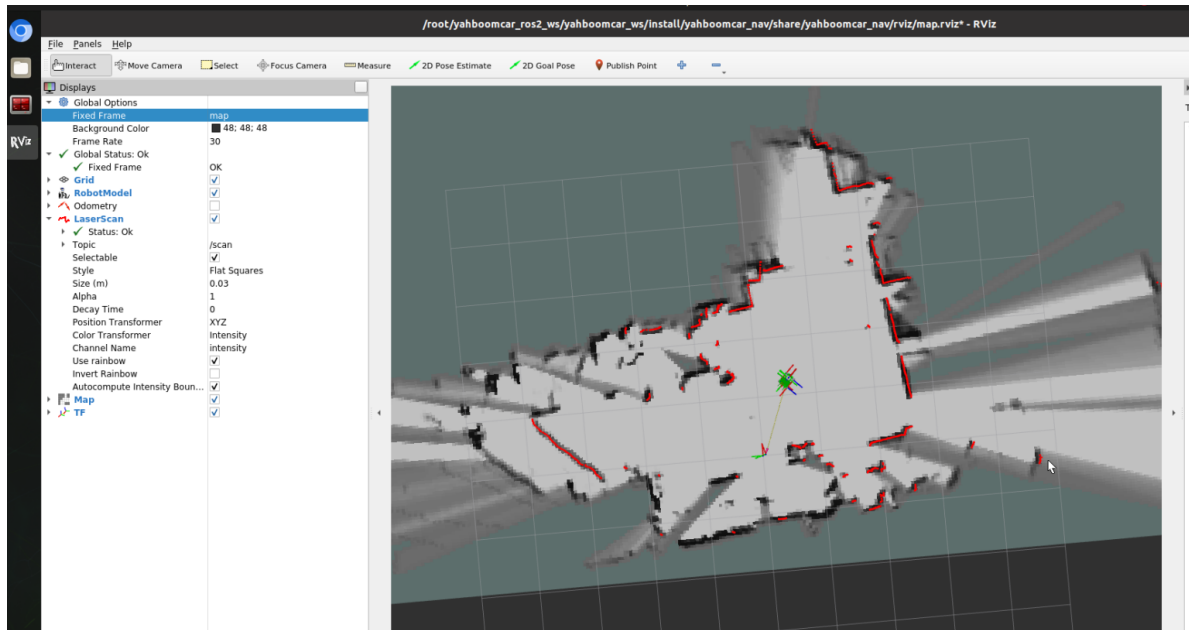 /root/yahboomcar_ros2_ws/yahboomcar_ws/install/yahboomcar_nav/share/yahboomcar_nav/rviz/map.rviz* - RViz
File Panels Help
Interact Move Camera Select Focus Camera Measure 2D Pose Estimate 2D Goal Pose Publish Point
Displays
Global Options
Fixed Frame map
Background Color 48; 48; 48
Frame Rate 30
Global Status: Ok
Fixed Frame OK
Grid
RobotModel
Odometry
LaserScan
Status: Ok
Topic /scan
Selectable
Style Flat Squares
Size (m) 0.03
Alpha 1
Decay Time 0
Position Transformer XYZ
Color Transformer Intensity
Channel Name intensity
Use rainbow
Invert Rainbow
Autocompute Intensity Boun...
Map
TF
RViz